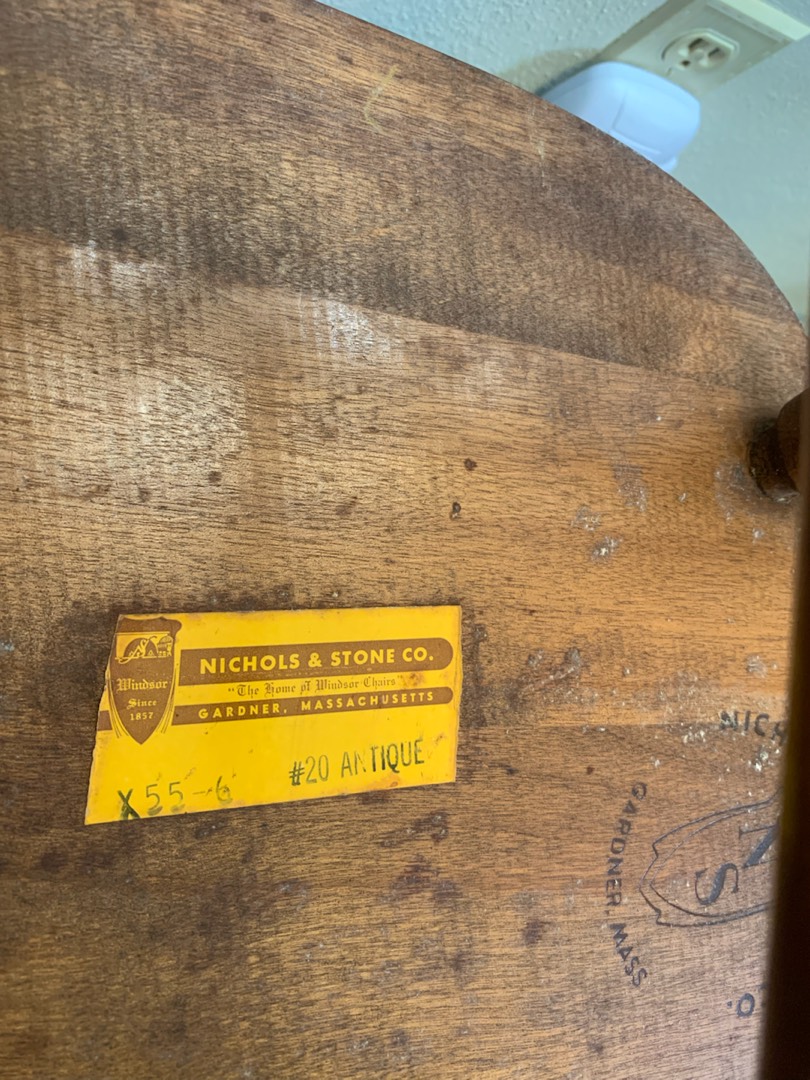 NICHOLS & STONE CO.
"The Home of Windsor Chairs"
GARDNER, MASSACHUSETTS
Windsor
Since
1857
#20 ANTIQUE
X55-6
NICH
GARDNER, MASS
N
S
CO.